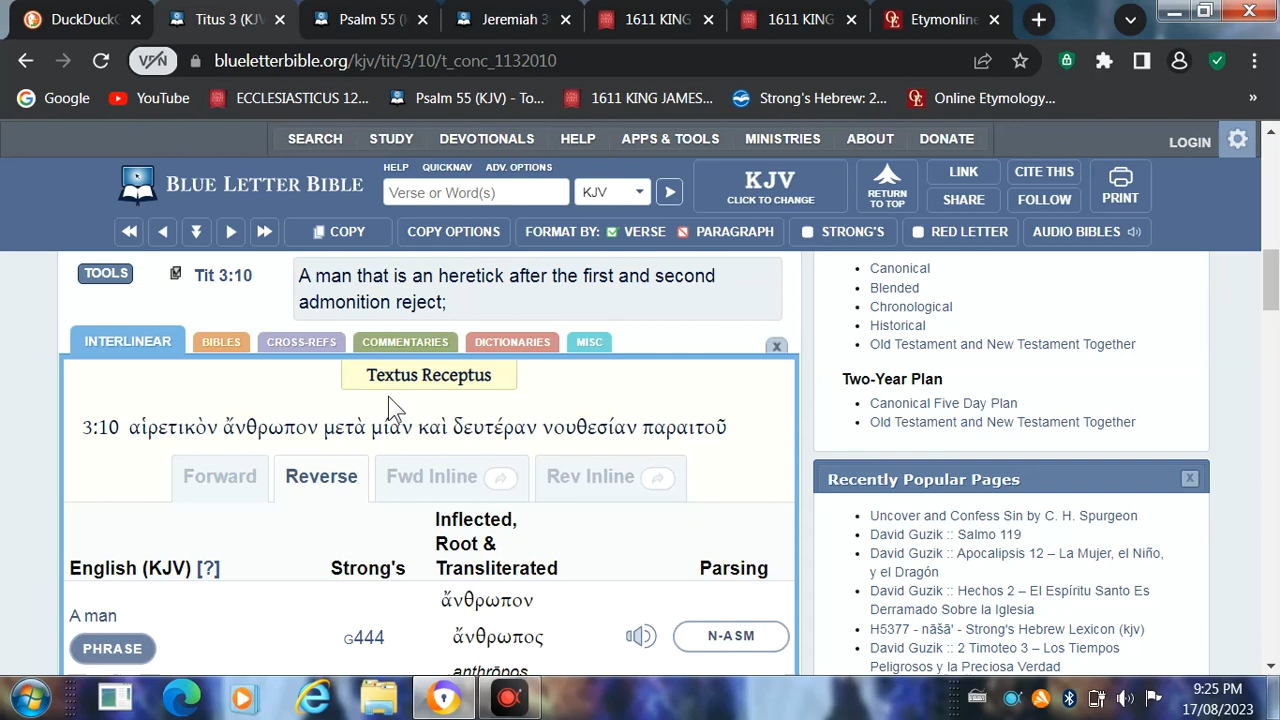 DuckDuckG
Titus 3 (KJV
Psalm 55 (
Jeremiah 3
1611 KING
1611 KING
Etymonline
VPN
blueletterbible.org/kjv/tit/3/10/t_conc_1132010
Google
YouTube
ECCLESIASTICUS 12...
Psalm 55 (KJV) - To...
1611 KING JAMES...
Strong's Hebrew: 2...
Online Etymology...
»
SEARCH STUDY DEVOTIONALS HELP APPS & TOOLS MINISTRIES ABOUT DONATE
LOGIN
BLUE LETTER BIBLE
HELP QUICKNAV ADV. OPTIONS
Verse or Word(s)
KJV
KJV
CLICK TO CHANGE
RETURN
TO TOP
LINK
CITE THIS
SHARE
FOLLOW
PRINT
COPY
COPY OPTIONS
FORMAT BY: VERSE PARAGRAPH
STRONG'S
RED LETTER
AUDIO BIBLES
TOOLS
Tit 3:10
A man that is an heretick after the first and second
admonition reject;
INTERLINEAR
BIBLES
CROSS-REFS
COMMENTARIES
DICTIONARIES
MISC
x
Textus Receptus
3:10 αἱρετικὸν ἄνθρωπον μετὰ μίαν καὶ δευτέραν νουθεσίαν παραιτοῦ
Forward
Reverse
Fwd Inline
Rev Inline
English (KJV) [?]
Strong's
Inflected,
Root &
Transliterated
Parsing
A man
PHRASE
G444
ἄνθρωπον
ἄνθρωπος
anthrōpos
N-ASM
Canonical
Blended
Chronological
Historical
Old Testament and New Testament Together
Two-Year Plan
Canonical Five Day Plan
Old Testament and New Testament Together
Recently Popular Pages
X
Uncover and Confess Sin by C. H. Spurgeon
David Guzik :: Salmo 119
David Guzik :: Apocalipsis 12 – La Mujer, el Niño,
y el Dragón
David Guzik :: Hechos 2 – El Espíritu Santo Es
Derramado Sobre la Iglesia
H5377 - nāšā' - Strong's Hebrew Lexicon (kjv)
David Guzik :: 2 Timoteo 3 – Los Tiempos
Peligrosos y la Preciosa Verdad
9:25 PM
17/08/2023